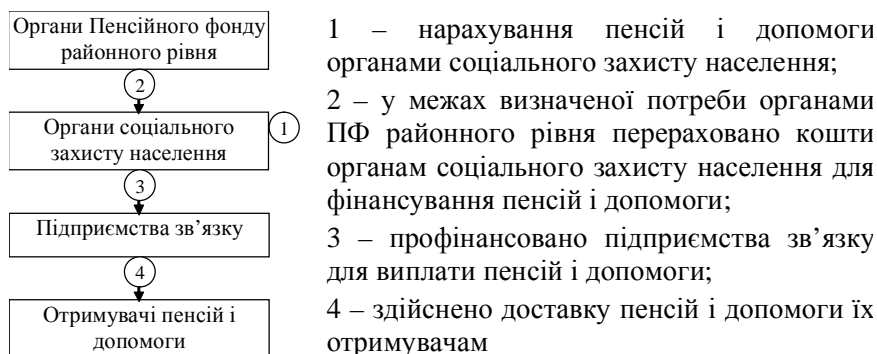 Органи Пенсійного фонду
районного рівня
2
Органи соціального
захисту населення
1
3
Підприємства зв’язку
4
Отримувачі пенсій і
допомоги
1 – нарахування пенсій і допомоги
органами соціального захисту населення;
2 – у межах визначеної потреби органами
ПФ районного рівня перераховано кошти
органам соціального захисту населення для
фінансування пенсій і допомоги;
3 – профінансовано підприємства зв’язку
для виплати пенсій і допомоги;
4 – здійснено доставку пенсій і допомоги їх
отримувачам